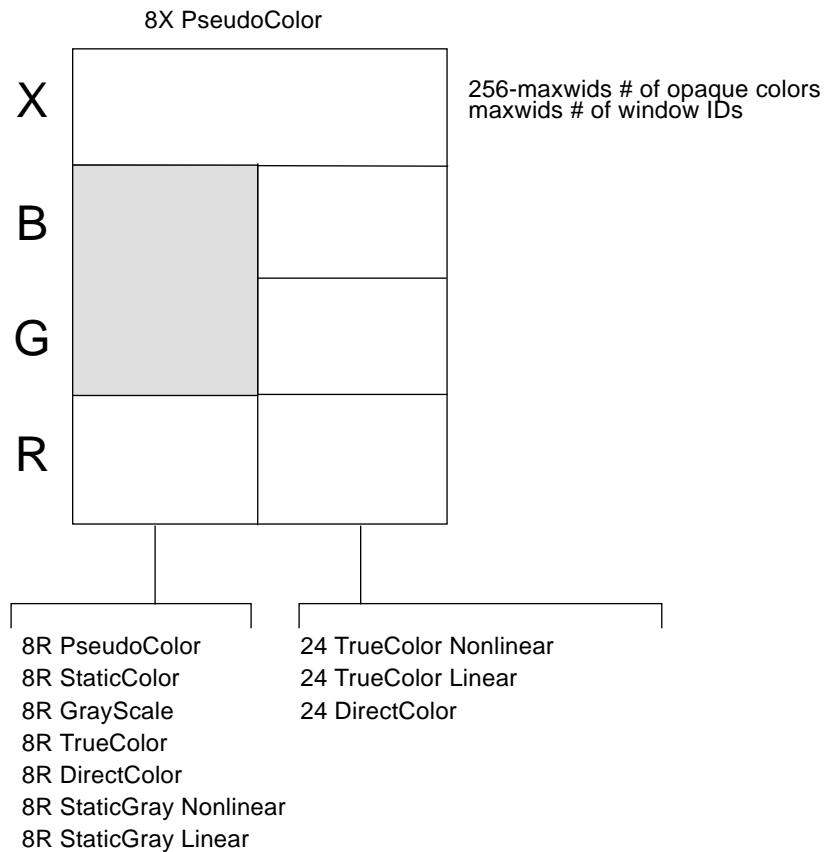 8X PseudoColor
X
256-maxwids # of opaque colors
maxwids # of window IDs
B
G
R
8R PseudoColor
8R StaticColor
8R GrayScale
8R TrueColor
8R DirectColor
8R StaticGray Nonlinear
8R StaticGray Linear
24 TrueColor Nonlinear
24 TrueColor Linear
24 DirectColor